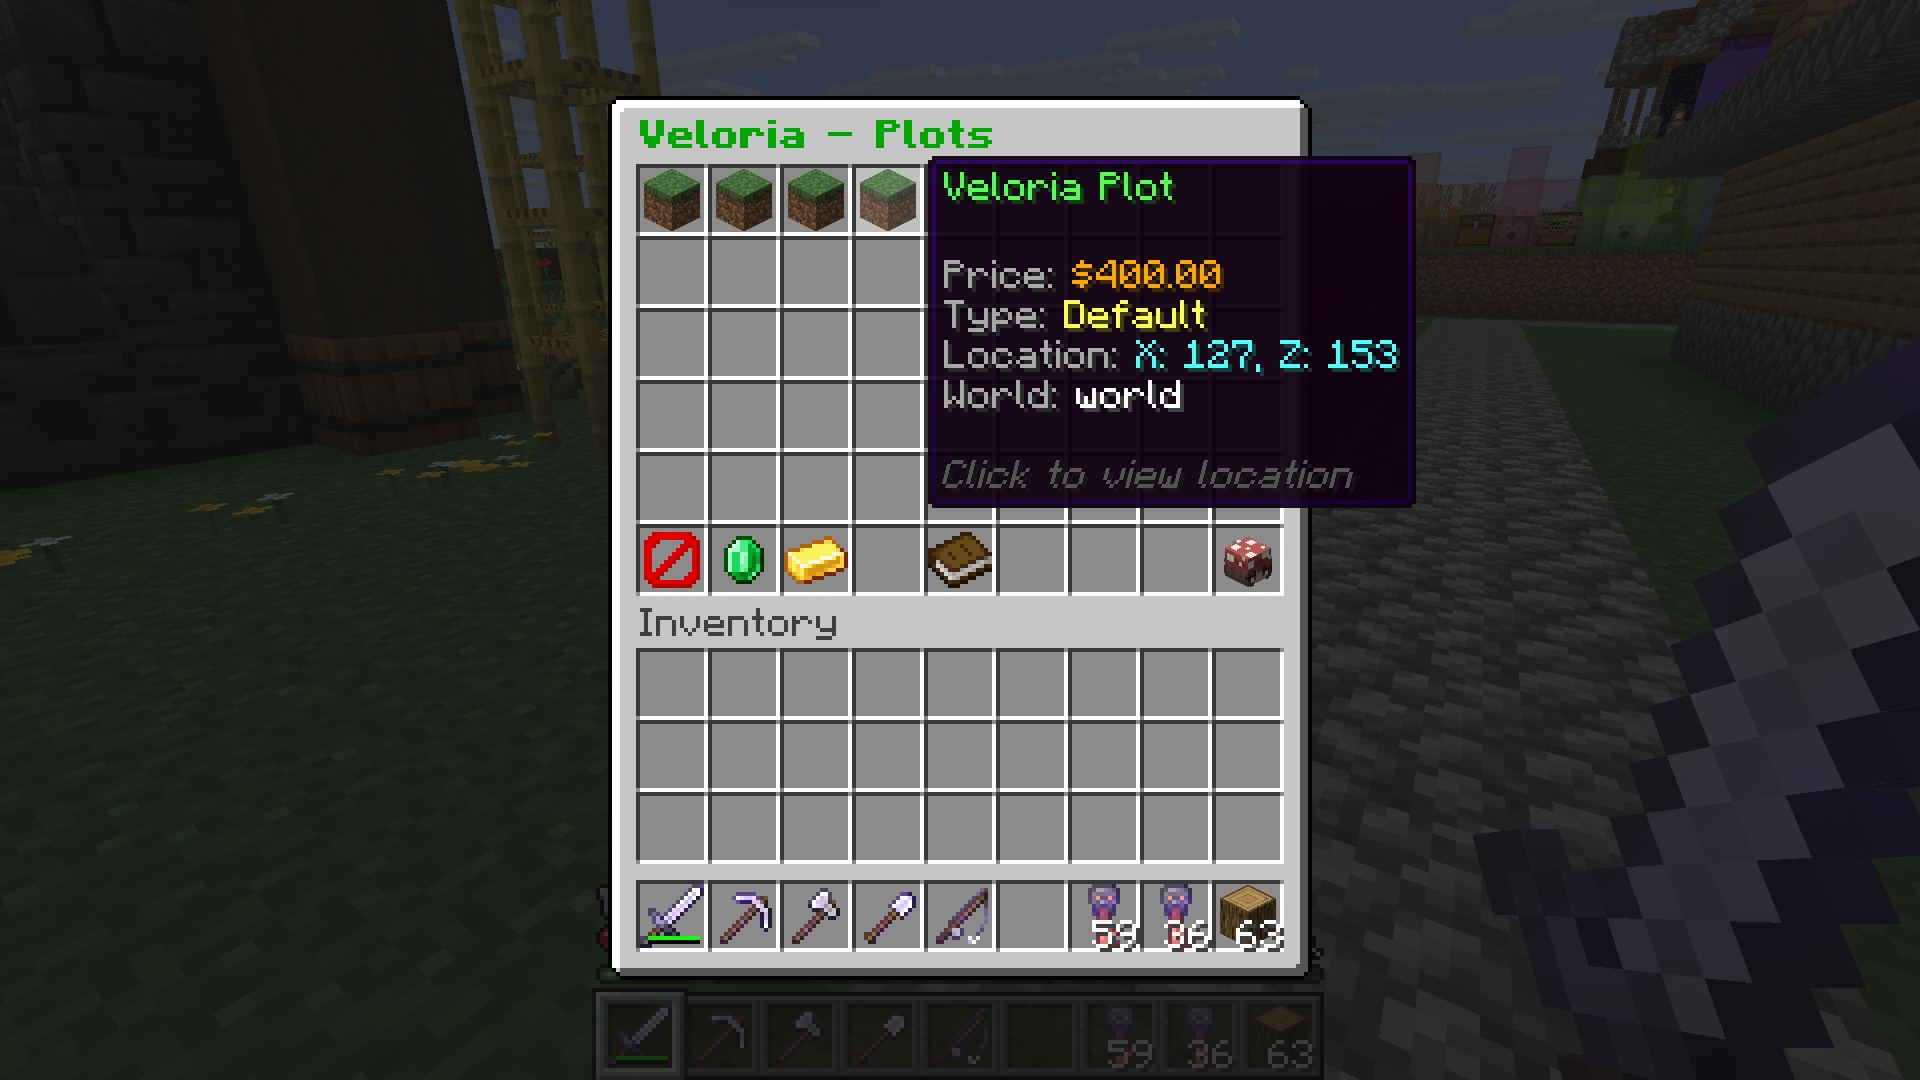 Veloria - Plots
Veloria Plot
Price: $400.00
Type: Default
Location: X: 127, Z: 153
World: world
Click to view location
Inventory
59 36 63
59 36 63